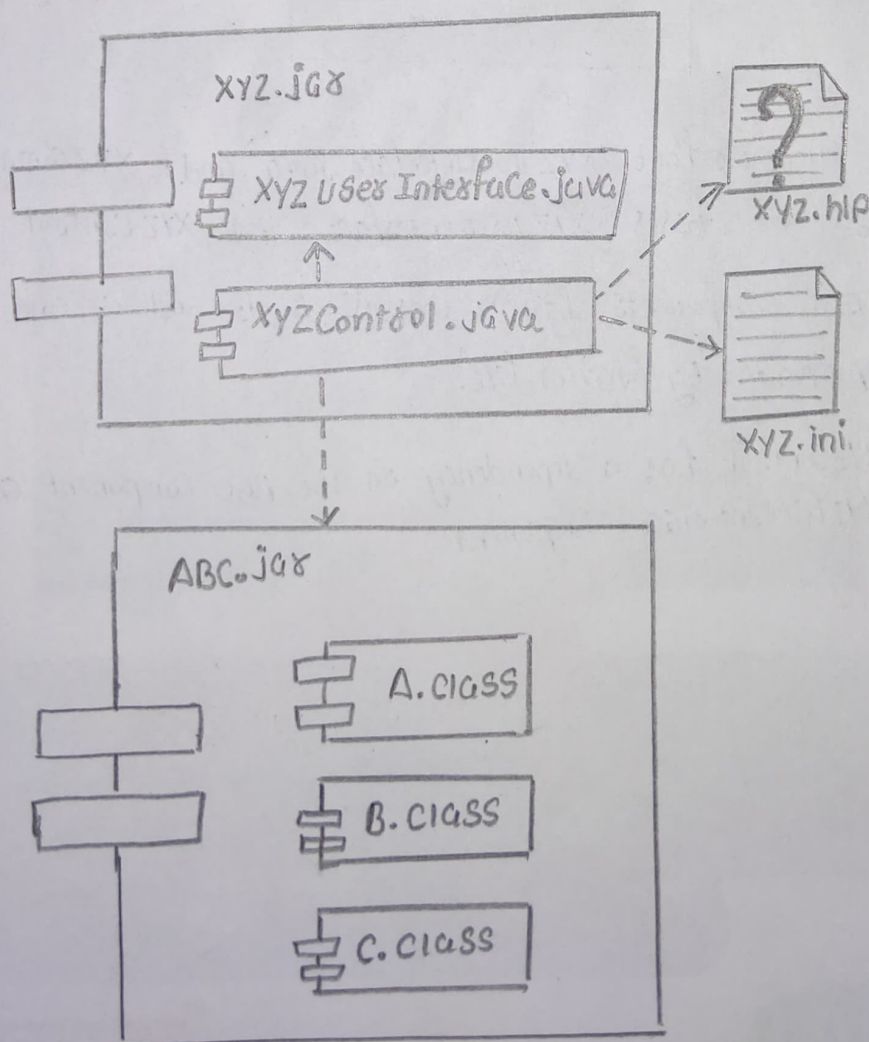 XYZ.jar
XYZ User Interface.java
?
XYZ.hlp
XYZControl.java
XYZ.ini
ABC.jar
A.class
B.class
C.class